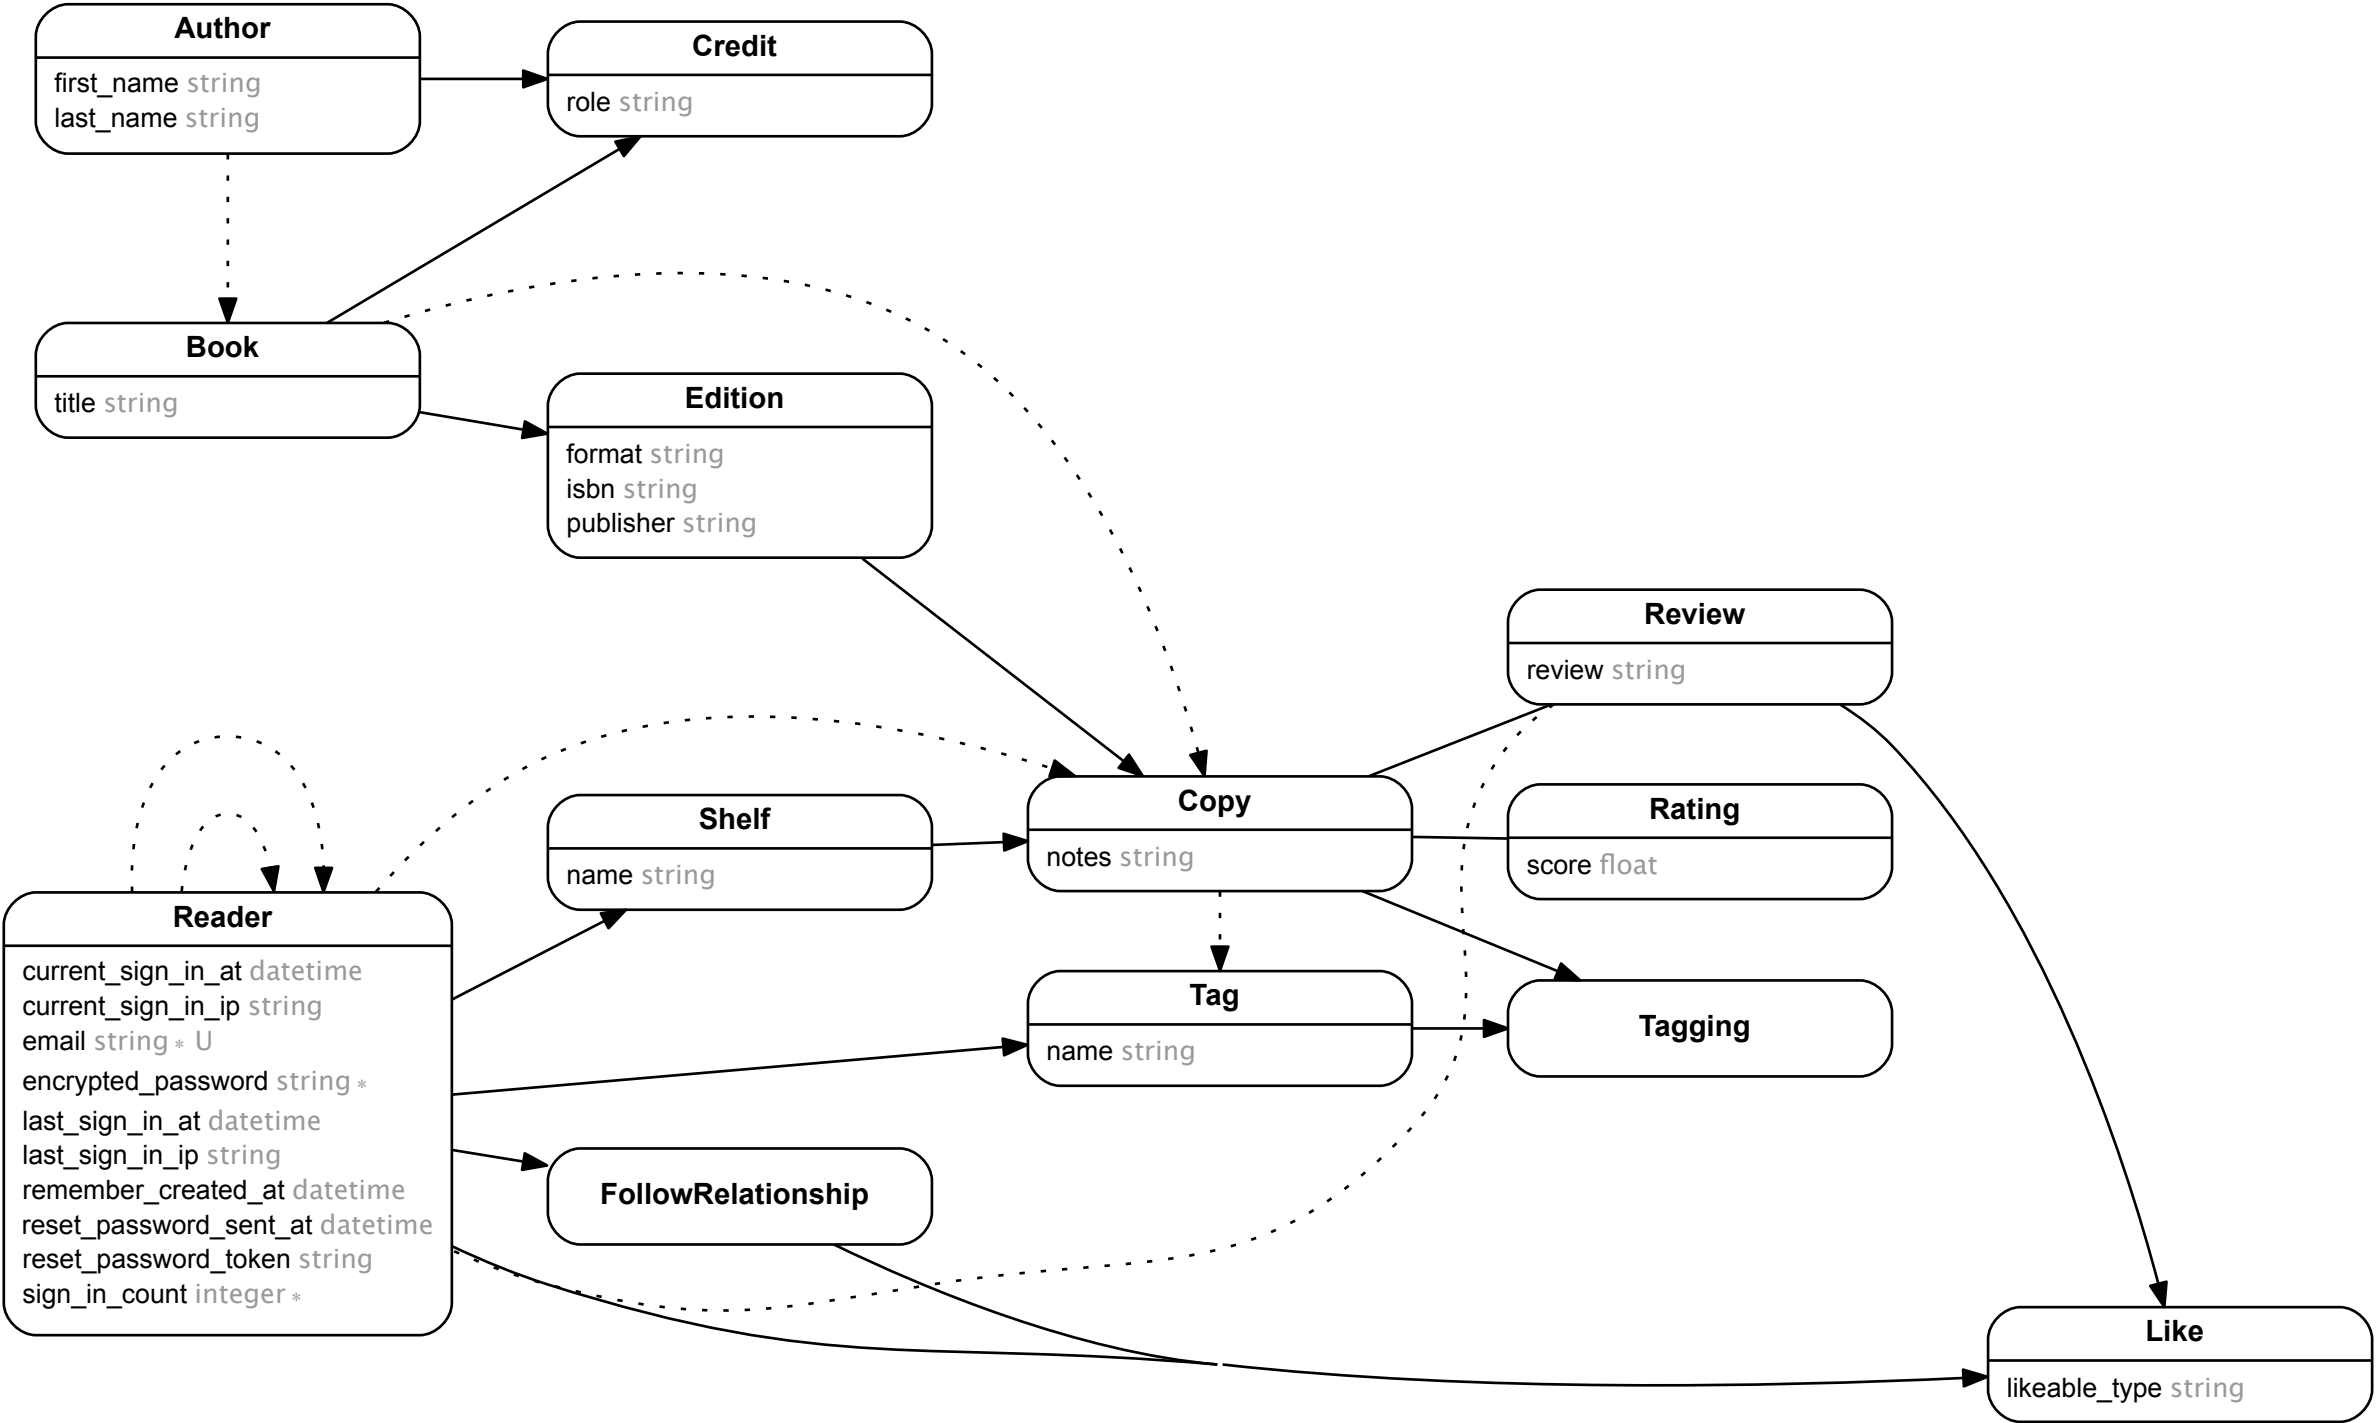 Author
first_name string
last_name string
Credit
role string
Book
title string
Edition
format string
isbn string
publisher string
Review
review string
Copy
notes string
Rating
score float
Shelf
name string
Reader
current_sign_in_at datetime
current_sign_in_ip string
email string * U
encrypted_password string *
last_sign_in_at datetime
last_sign_in_ip string
remember_created_at datetime
reset_password_sent_at datetime
reset_password_token string
sign_in_count integer *
Tag
name string
Tagging
FollowRelationship
Like
likeable_type string